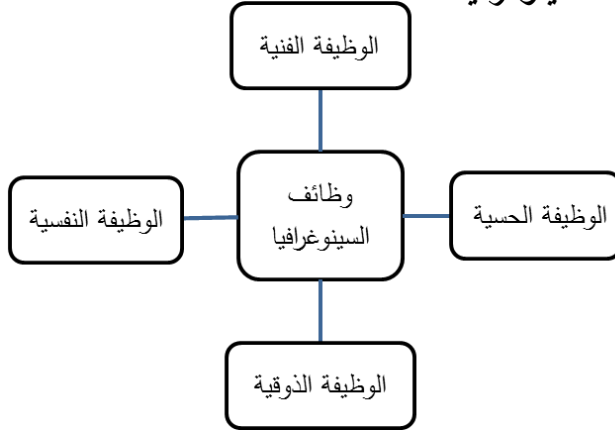 الوظيفة الفنية
وظائف
السينوغرافيا
الوظيفة الحسية
الوظيفة النفسية
الوظيفة الذوقية